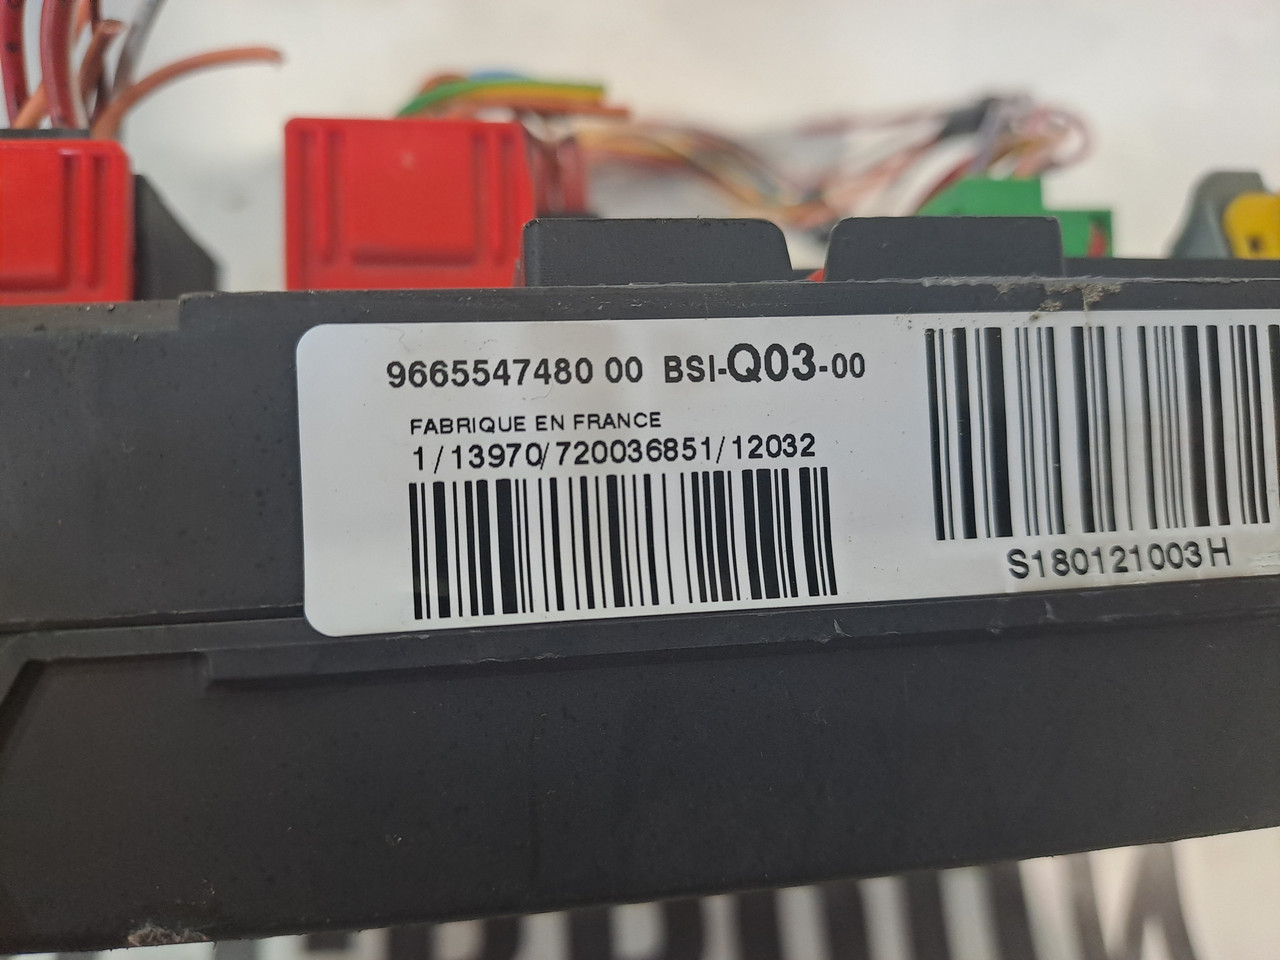 9665547480 00 BSI-Q03-00
FABRIQUE EN FRANCE
1/13970/720036851/12032
S180121003H